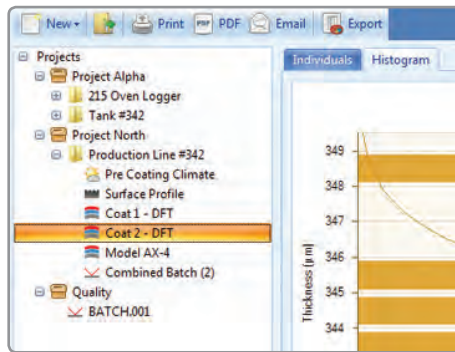 New
Print
PDF
PDF
Email
Export
Projects
Project Alpha
215 Oven Logger
Tank #342
Project North
Production Line #342
Pre Coating Climate
Surface Profile
Coat 1 - DFT
Coat 2 - DFT
Model AX-4
Combined Batch (2)
Quality
BATCH.001
Individuals
Histogram
349
348
347
346
345
344
Thickness (µm)